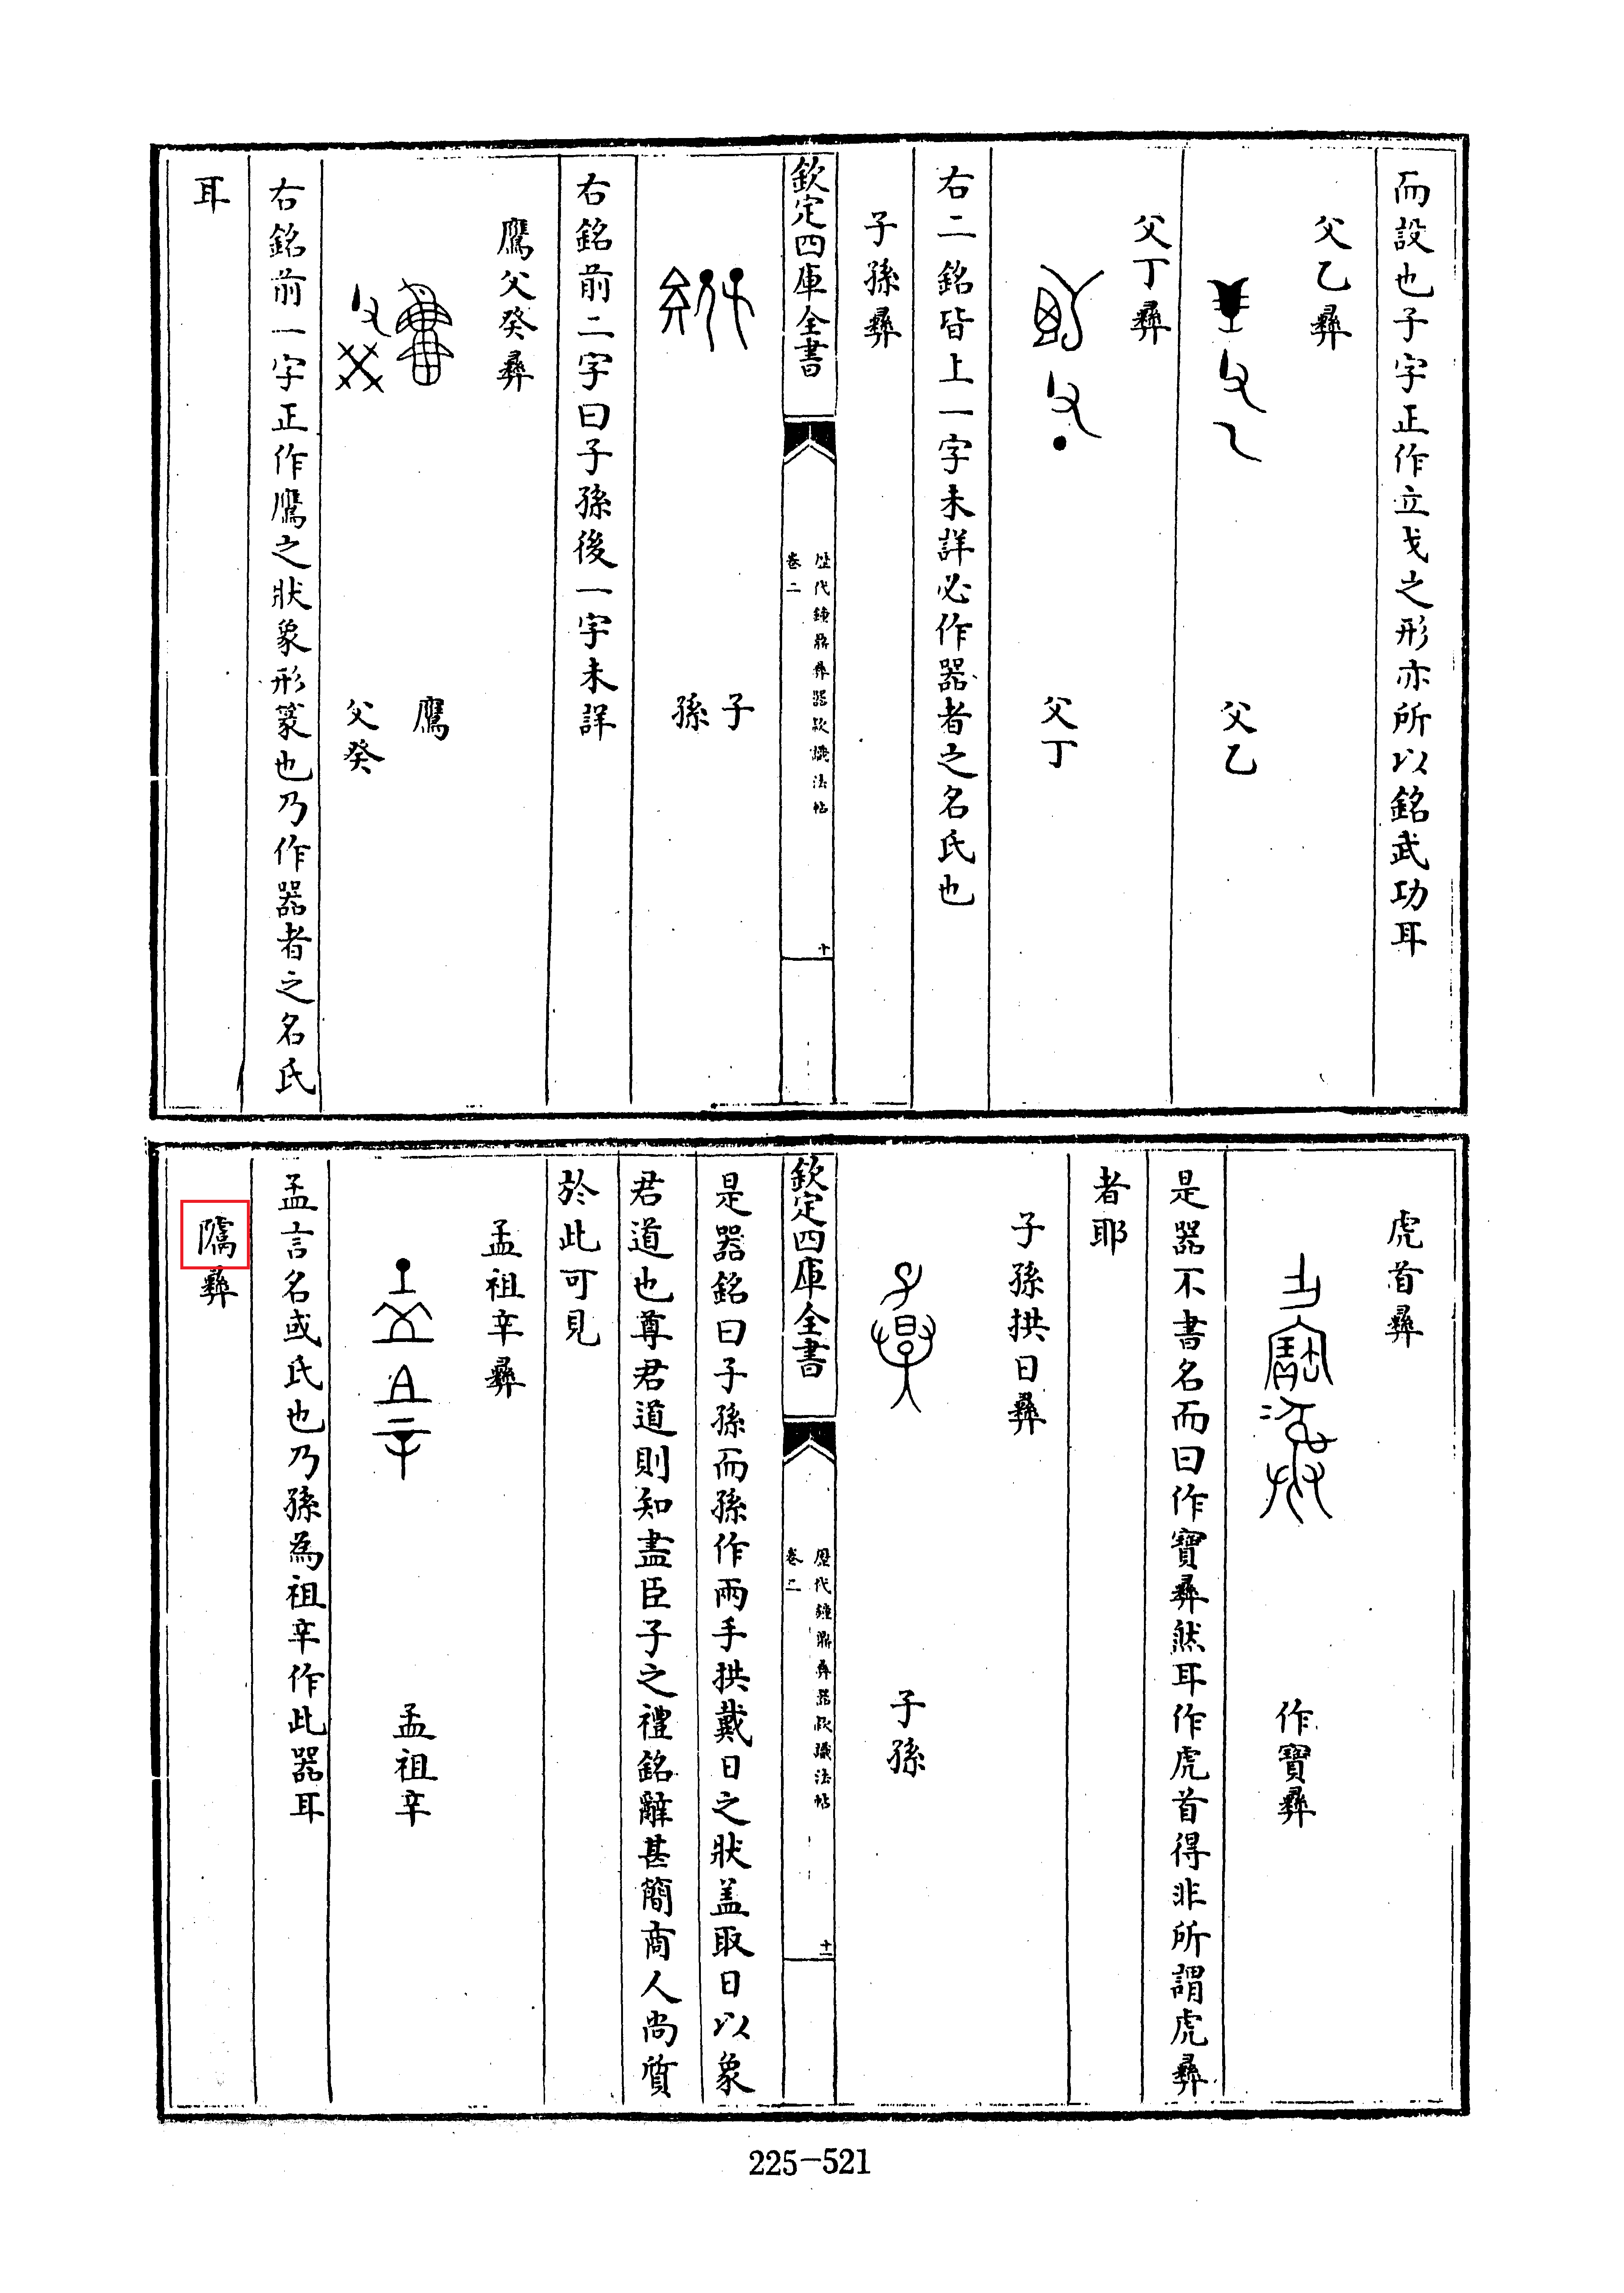 而設也子字正作立戈之形亦所以銘武功耳
父乙彝
父乙
父丁彝
父丁
右二銘皆上一字未詳必作器者之名氏也
子孫彝
欽定四庫全書
歷代鐘鼎彝器款識法帖
卷二
十
子
孫
右銘前二字曰子孫後一字未詳
鷹父癸彝
鷹
父癸
右銘前一字正作鷹之狀象形篆也乃作器者之名氏
耳
虎首彝
作寶彝
是器不書名而曰作寶彝然耳作虎首得非所謂虎彝
者耶
子孫拱日彝
子孫
欽定四庫全書
歷代鐘鼎彝器款識法帖
卷二
十一
是器銘曰子孫而孫作兩手拱戴日之狀盖取日以象
君道也尊君道則知盡臣子之禮銘辭甚簡商人尚質
於此可見
孟祖辛彝
孟祖辛
孟言名或氏也乃孫為祖辛作此器耳
彝
225-521